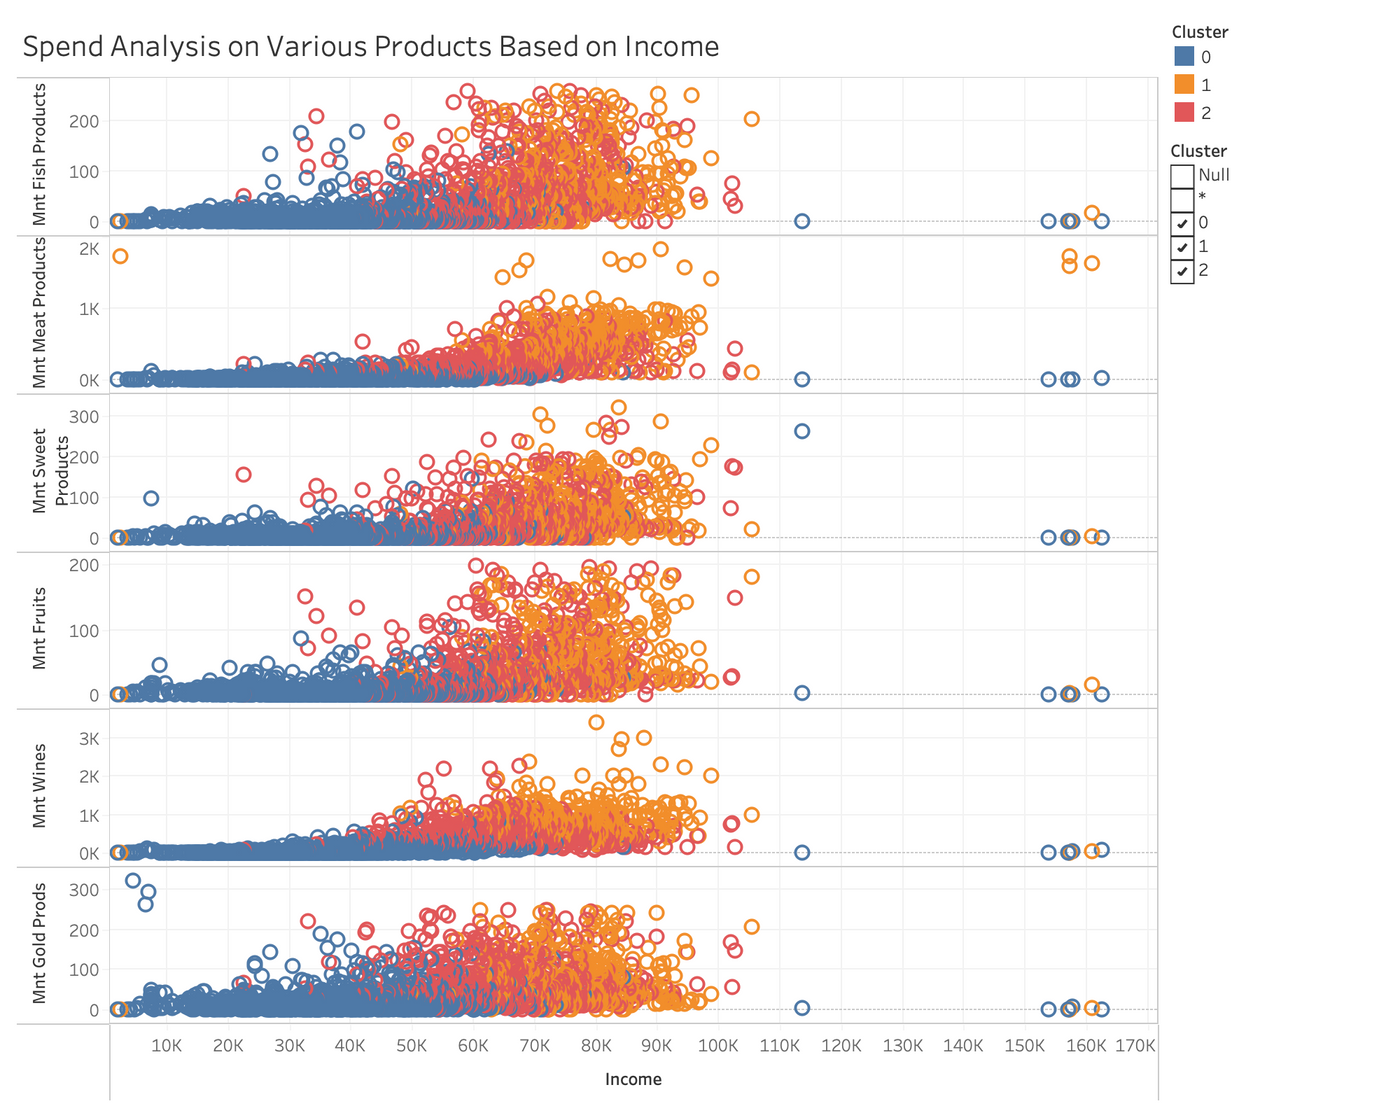 Spend Analysis on Various Products Based on Income
Cluster
0
1
2
Cluster
Null
*
0
1
2
Mnt Fish Products
200
100
0
Mnt Meat Products
2K
1K
0K
Mnt Sweet
Products
300
200
100
0
Mnt Fruits
200
100
0
Mnt Wines
3K
2K
1K
0K
Mnt Gold Prods
300
200
100
0
10K 20K 30K 40K 50K 60K 70K 80K 90K 100K 110K 120K 130K 140K 150K 160K 170K
Income